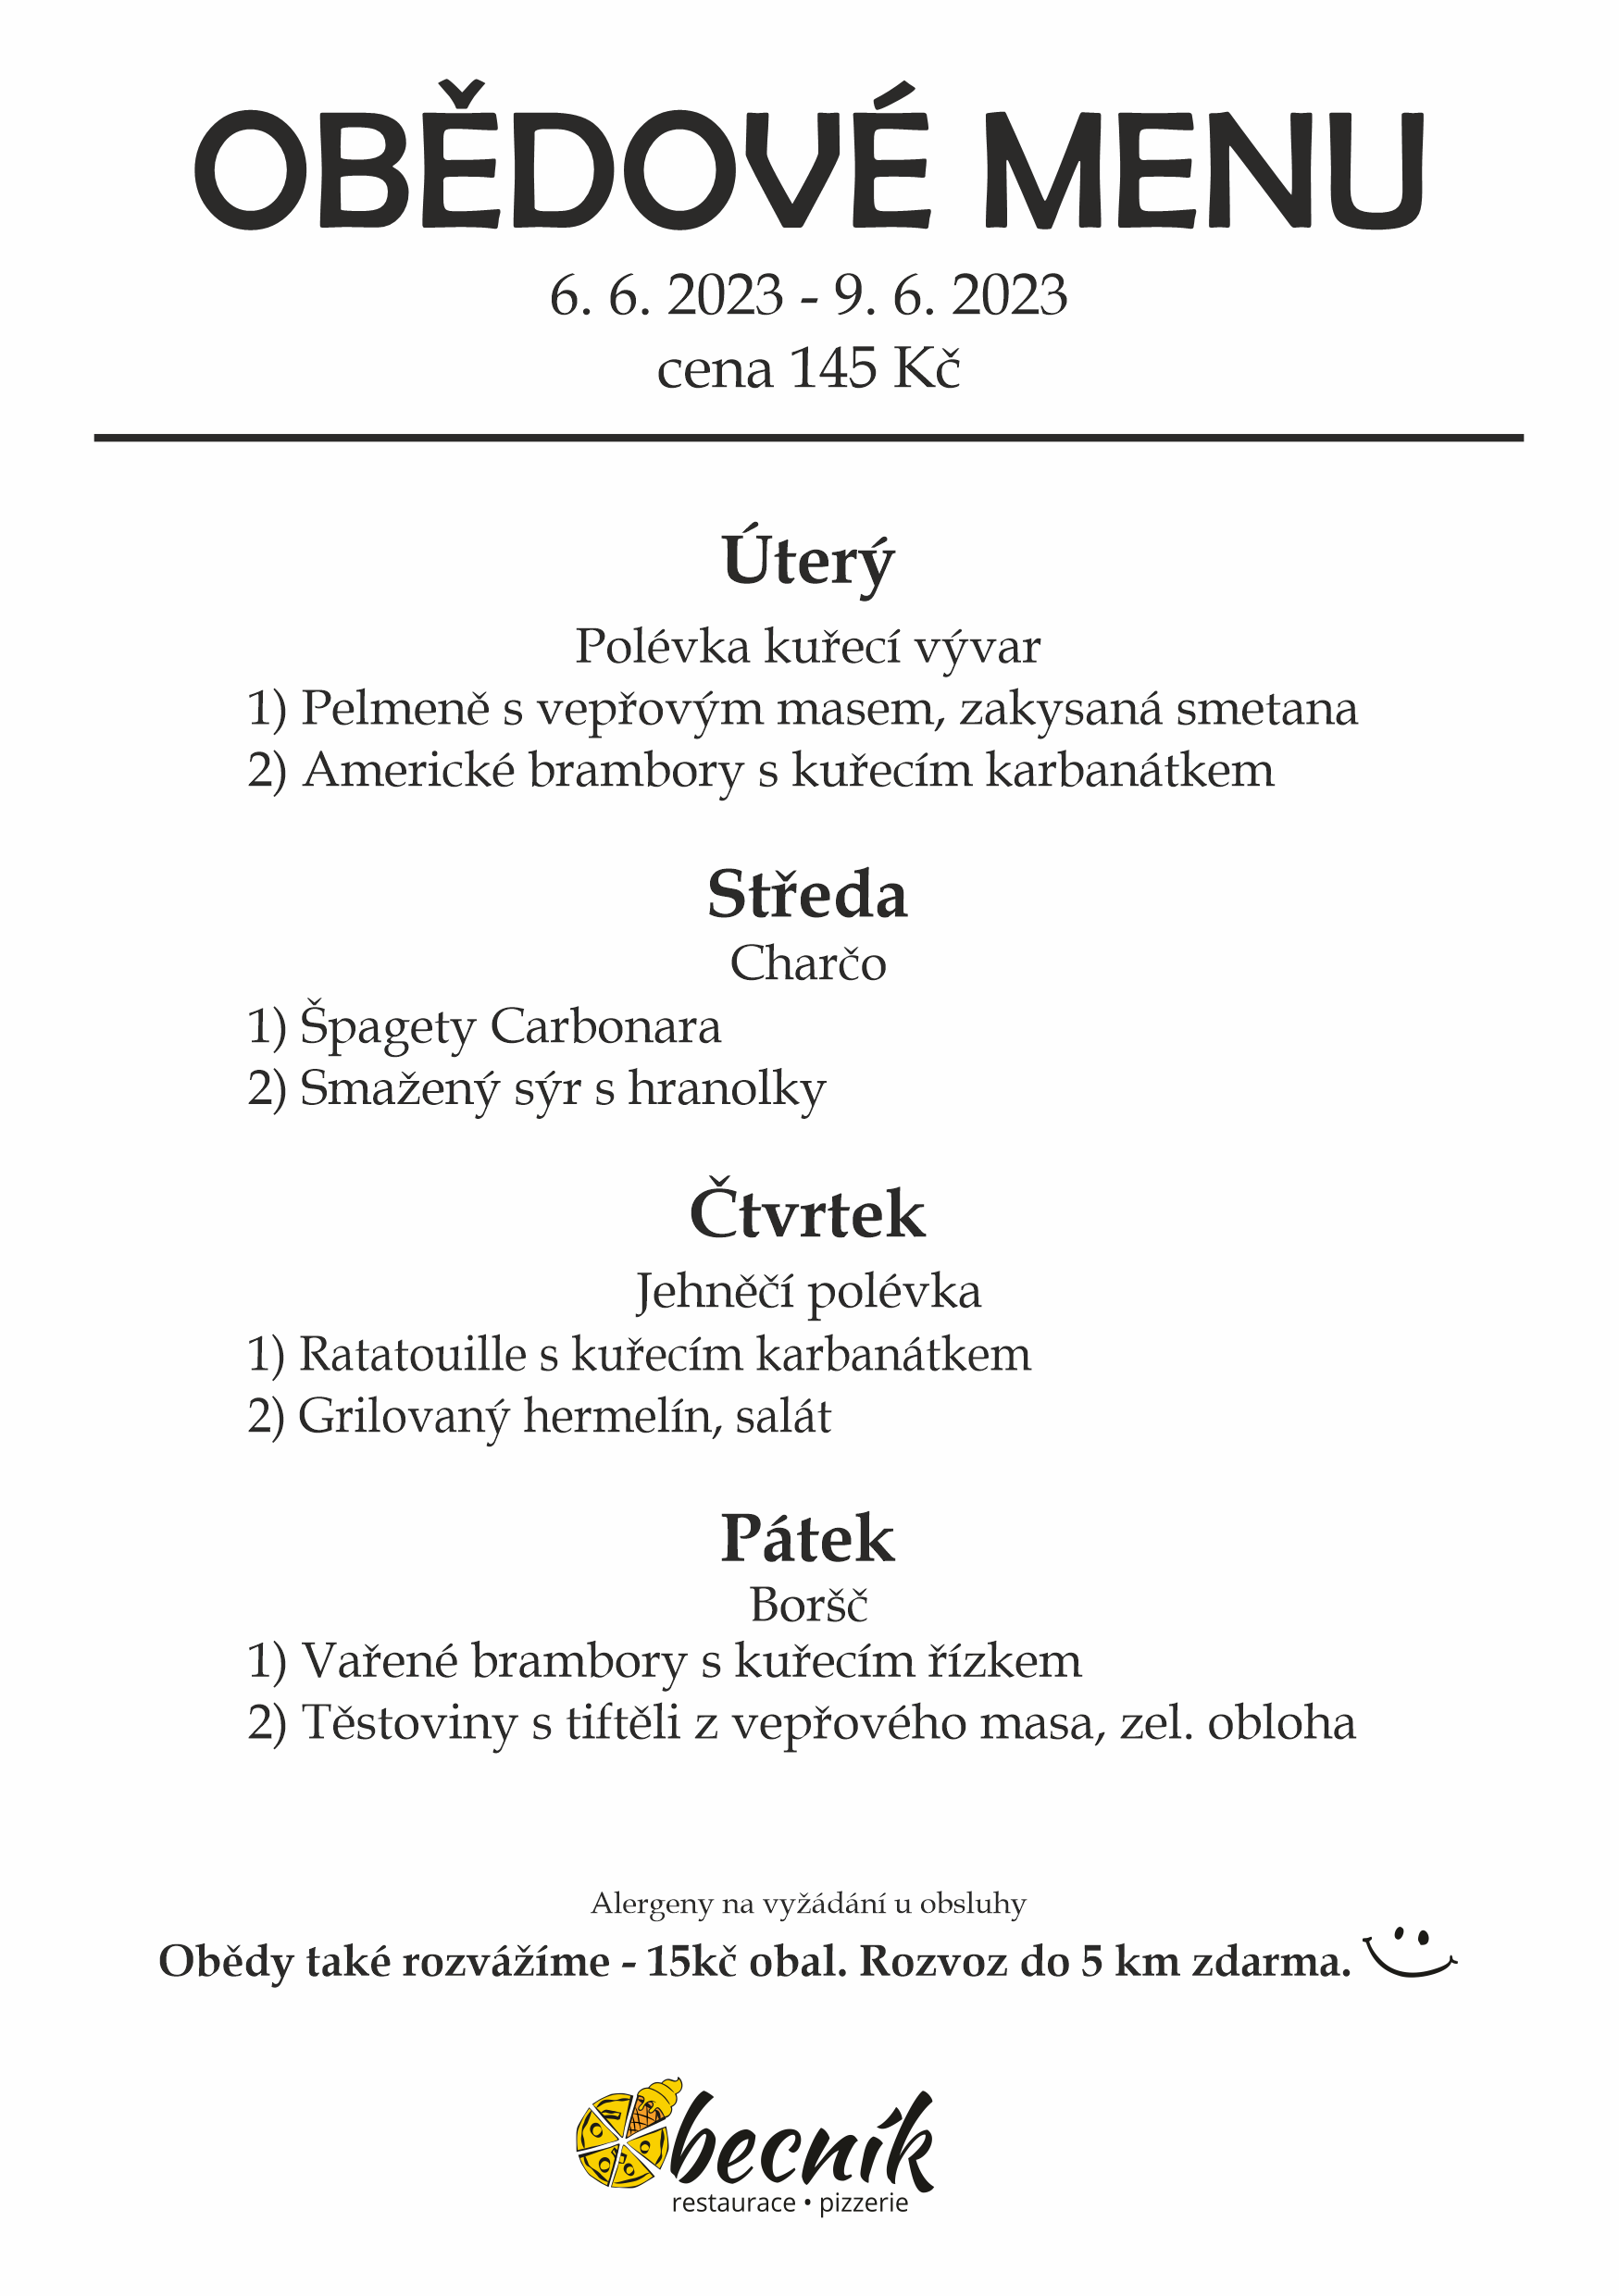 OBĚDOVÉ MENU
6. 6. 2023 - 9. 6. 2023
cena 145 Kč
Úterý
Polévka kuřecí vývar
1) Pelmeně s vepřovým masem, zakysaná smetana
2) Americké brambory s kuřecím karbanátkem
Středa
Charčo
1) Špagety Carbonara
2) Smažený sýr s hranolky
Čtvrtek
Jehněčí polévka
1) Ratatouille s kuřecím karbanátkem
2) Grilovaný hermelín, salát
Pátek
Boršč
1) Vařené brambory s kuřecím řízkem
2) Těstoviny s tiftěli z vepřového masa, zel. obloha
Alergeny na vyžádání u obsluhy
Obědy také rozvážíme - 15kč obal. Rozvoz do 5 km zdarma.
becník
restaurace • pizzerie